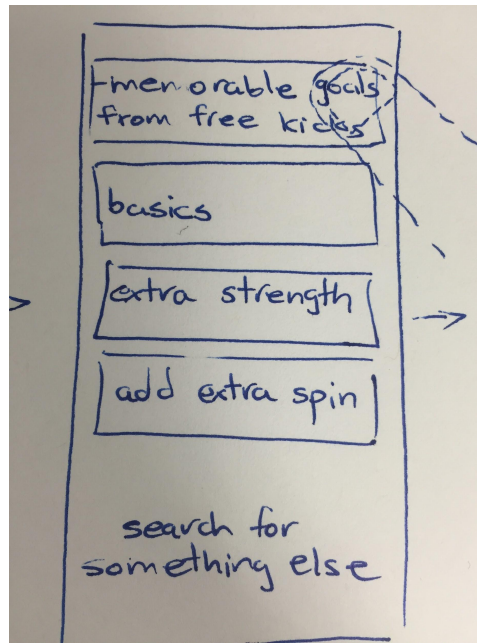 -memorable goals
from free kicks
basics
extra strength
add extra spin
search for
something else